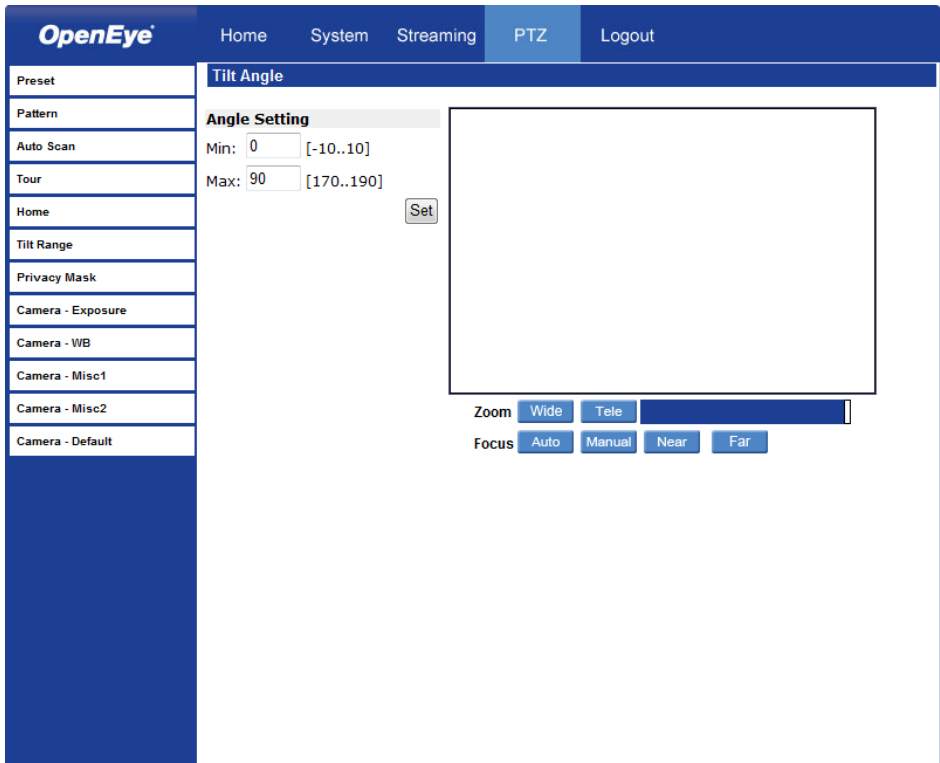 OpenEye Home System Streaming PTZ Logout
Preset
Pattern
Auto Scan
Tour
Home
Tilt Range
Privacy Mask
Camera - Exposure
Camera - WB
Camera - Misc1
Camera - Misc2
Camera - Default
Tilt Angle
Angle Setting
Min: 0 [-10..10]
Max: 90 [170..190]
Set
Zoom Wide Tele
Focus Auto Manual Near Far